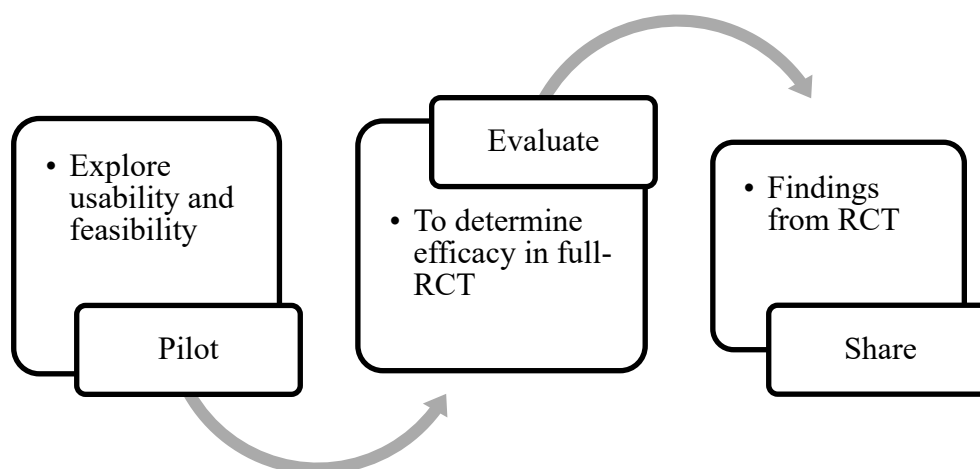 • Explore
usability and
feasibility
Pilot
Evaluate
• To determine
efficacy in full-
RCT
• Findings
from RCT
Share